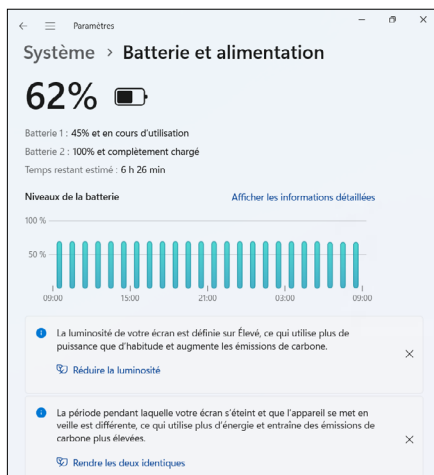 Paramètres
Système > Batterie et alimentation
62%
Batterie 1 : 45% et en cours d'utilisation
Batterie 2 : 100% et complètement chargé
Temps restant estimé : 6 h 26 min
Niveaux de la batterie Afficher les informations détaillées
100 %
50 %
09:00 15:00 21:00 03:00 09:00
La luminosité de votre écran est définie sur Élevé, ce qui utilise plus de
puissance que d'habitude et augmente les émissions de carbone.
Réduire la luminosité
La période pendant laquelle votre écran s'éteint et que l'appareil se met en
veille est différente, ce qui utilise plus d'énergie et entraîne des émissions de
carbone plus élevées.
Rendre les deux identiques